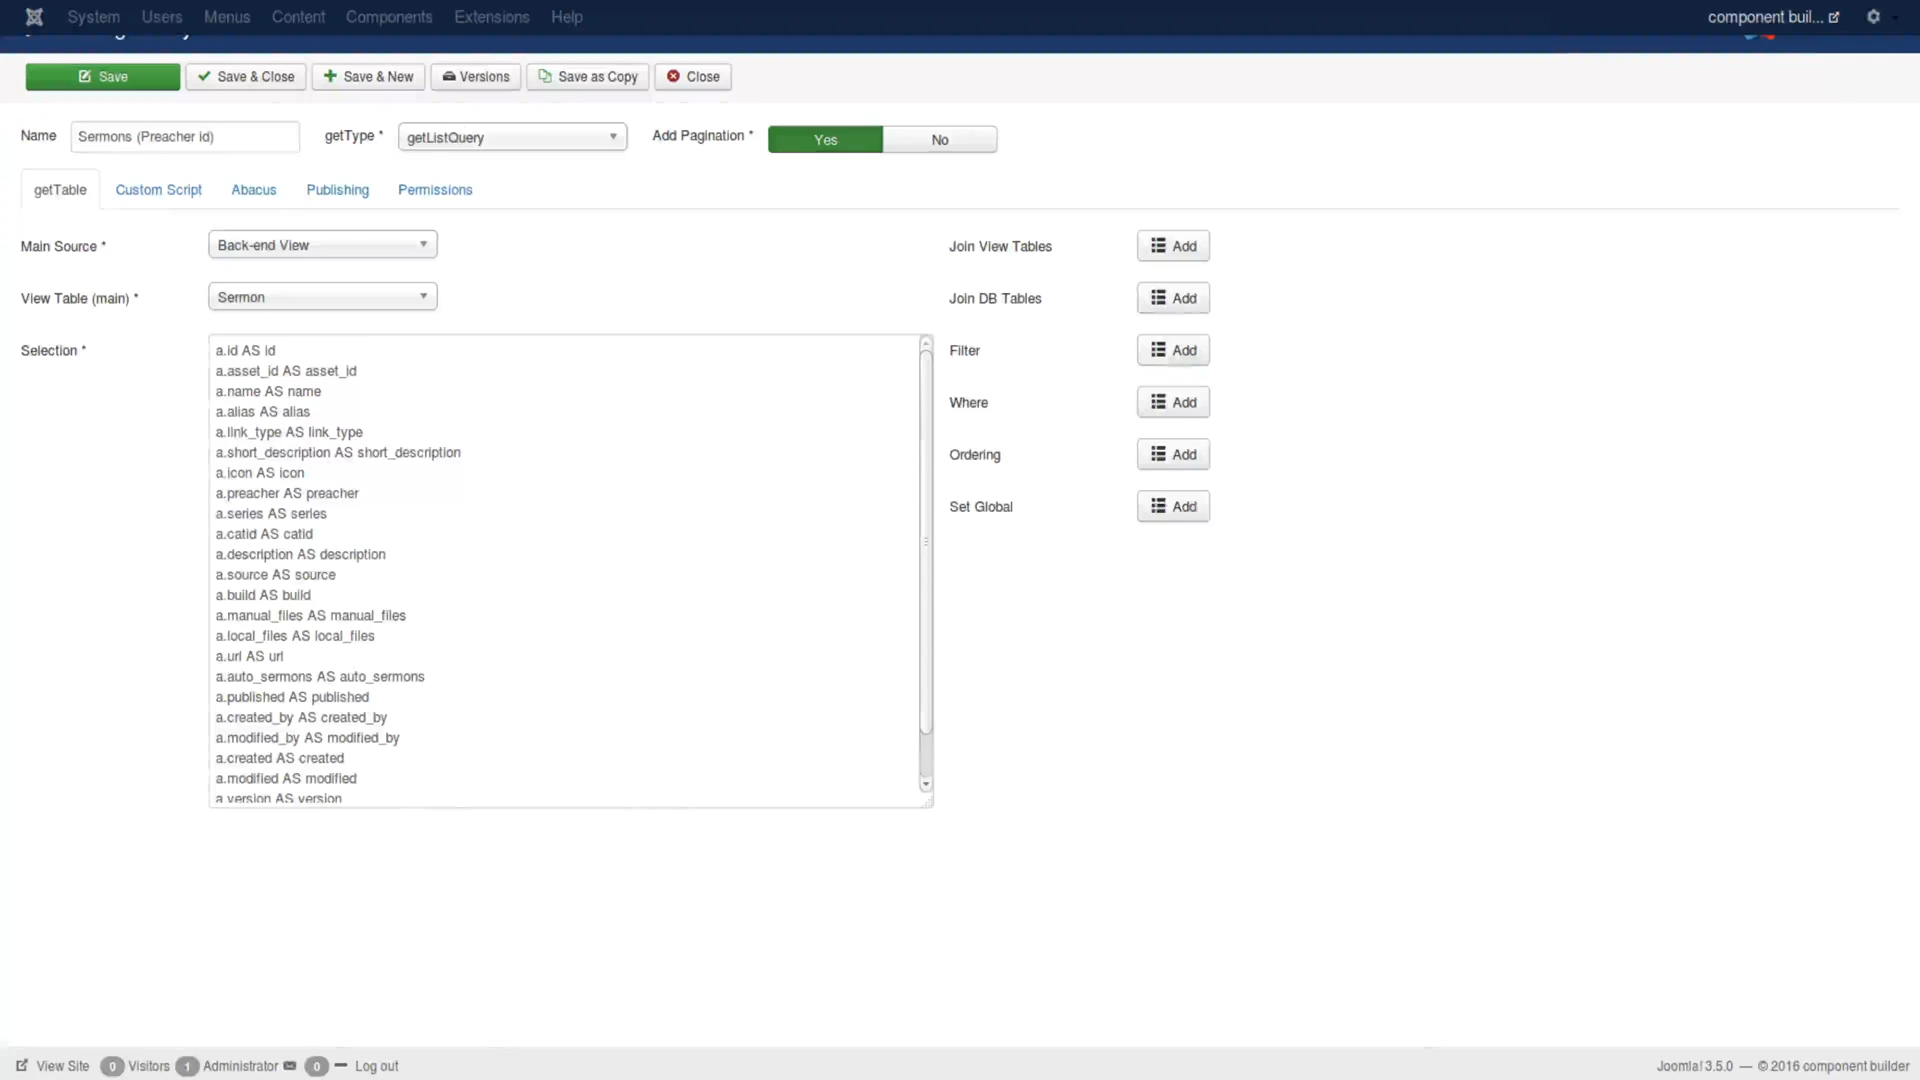 System Users Menus Content Components Extensions Help component buil...
Save Save & Close Save & New Versions Save as Copy Close
Name Sermons (Preacher id) getType * getListQuery Add Pagination * Yes No
getTable Custom Script Abacus Publishing Permissions
Main Source * Back-end View Join View Tables Add
View Table (main) * Sermon Join DB Tables Add
Selection * Filter Add
a.id AS id
a.asset_id AS asset_id
a.name AS name
Where Add
a.alias AS alias
a.link_type AS link_type
a.short_description AS short_description
Ordering Add
a.icon AS icon
a.preacher AS preacher
Set Global Add
a.series AS series
a.catid AS catid
a.description AS description
a.source AS source
a.build AS build
a.manual_files AS manual_files
a.local_files AS local_files
a.url AS url
a.auto_sermons AS auto_sermons
a.published AS published
a.created_by AS created_by
a.modified_by AS modified_by
a.created AS created
a.modified AS modified
a.version AS version
View Site 0 Visitors 1 Administrator 0 Log out Joomla! 3.5.0 — © 2016 component builder